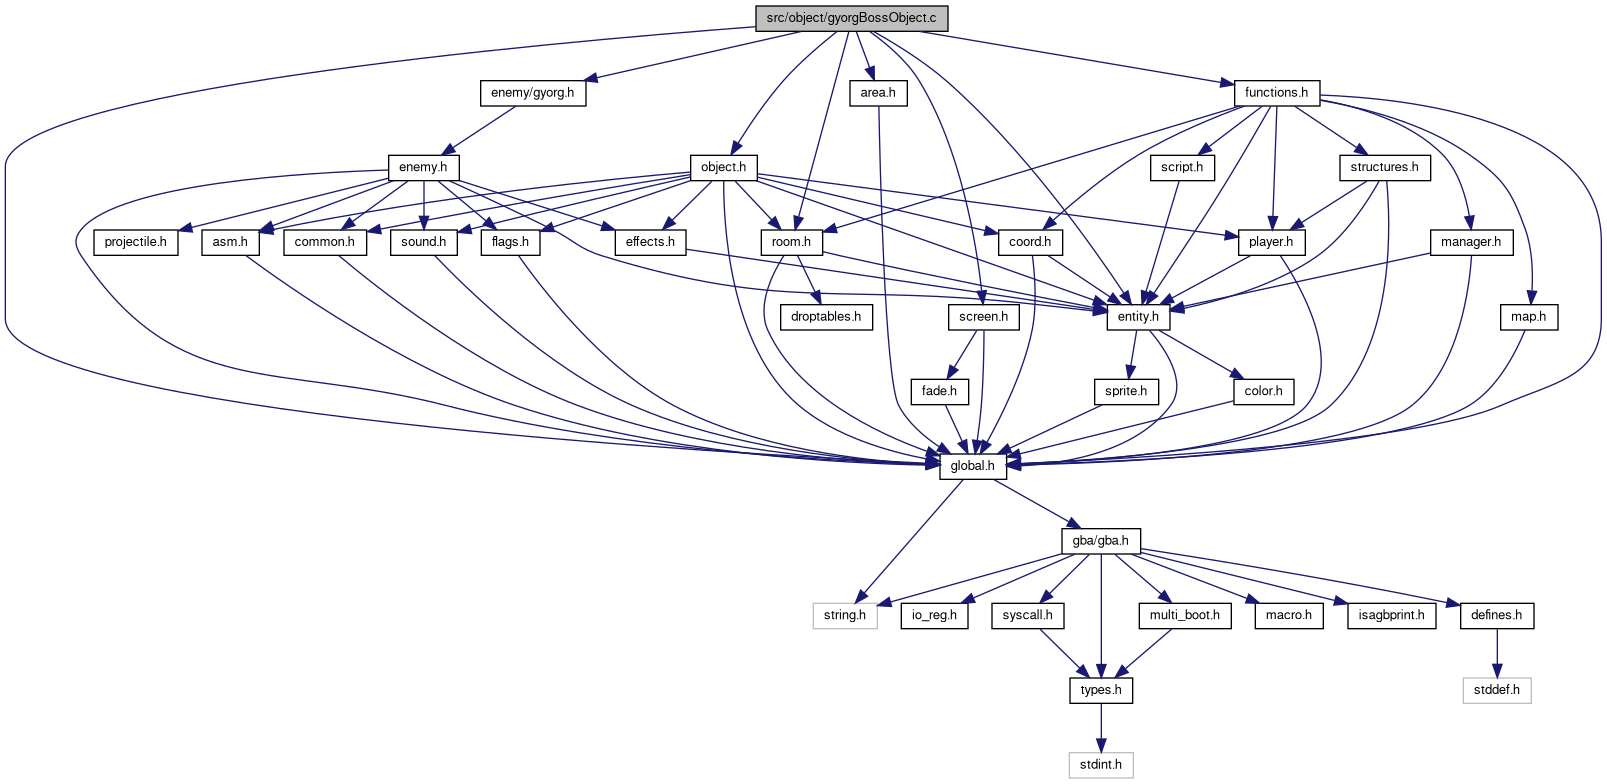 src/object/gyorgBossObject.c
enemy/gyorg.h
area.h
functions.h
enemy.h
object.h
script.h
structures.h
projectile.h
asm.h
common.h
sound.h
flags.h
effects.h
room.h
coord.h
player.h
manager.h
droptables.h
screen.h
entity.h
map.h
fade.h
sprite.h
color.h
global.h
gba/gba.h
string.h
io_reg.h
syscall.h
multi_boot.h
macro.h
isagbprint.h
defines.h
types.h
stddef.h
stdint.h